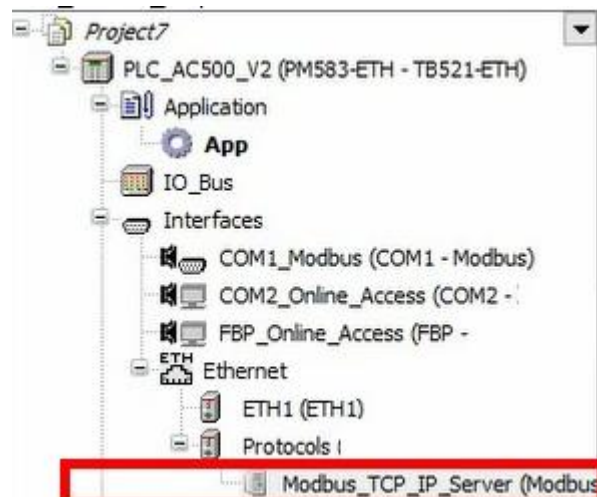 Project7
PLC_AC500_V2 (PM583-ETH - TB521-ETH)
Application
App
IO_Bus
Interfaces
COM1_Modbus (COM1 - Modbus)
COM2_Online_Access (COM2 -
FBP_Online_Access (FBP -
ETH
Ethernet
ETH1 (ETH1)
Protocols (
Modbus_TCP_IP_Server (Modbus